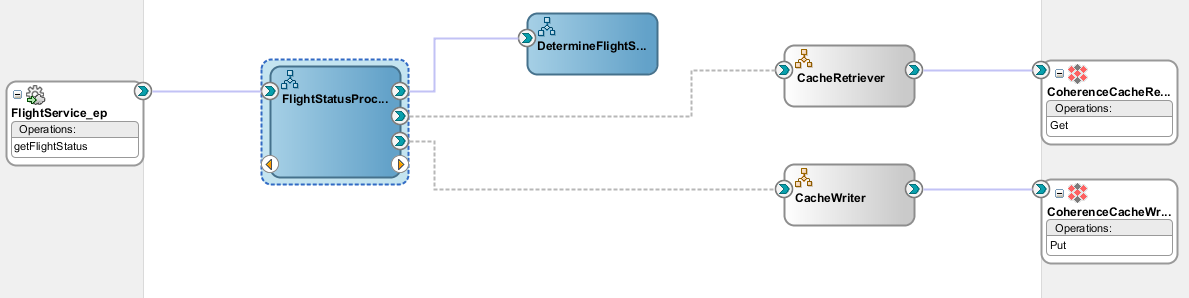 FlightService_ep
Operations:
getFlightStatus
FlightStatusProc...
DetermineFlightS...
CacheRetriever
CacheWriter
CoherenceCacheRe...
Operations:
Get
CoherenceCacheWr...
Operations:
Put